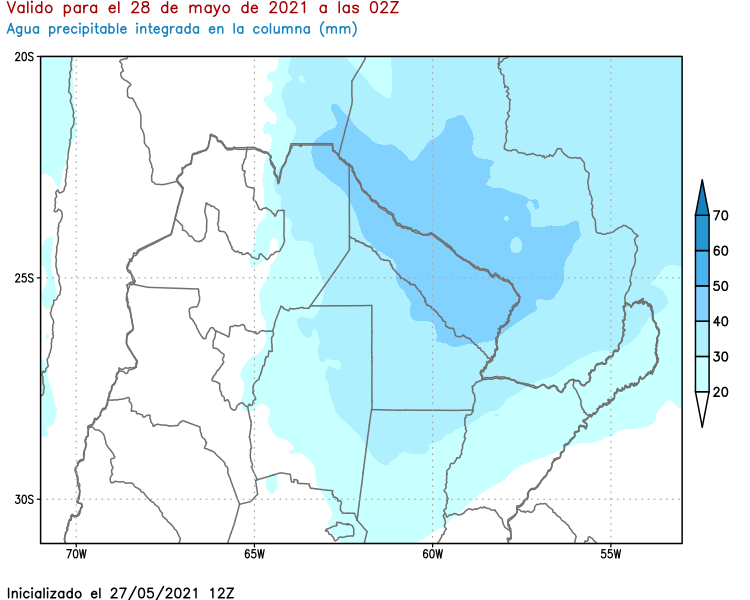 Valido para el 28 de mayo de 2021 a las 02Z
Agua precipitable integrada en la columna (mm)
20S
25S
30S
70W
65W
60W
55W
70
60
50
40
30
20
Inicializado el 27/05/2021 12Z